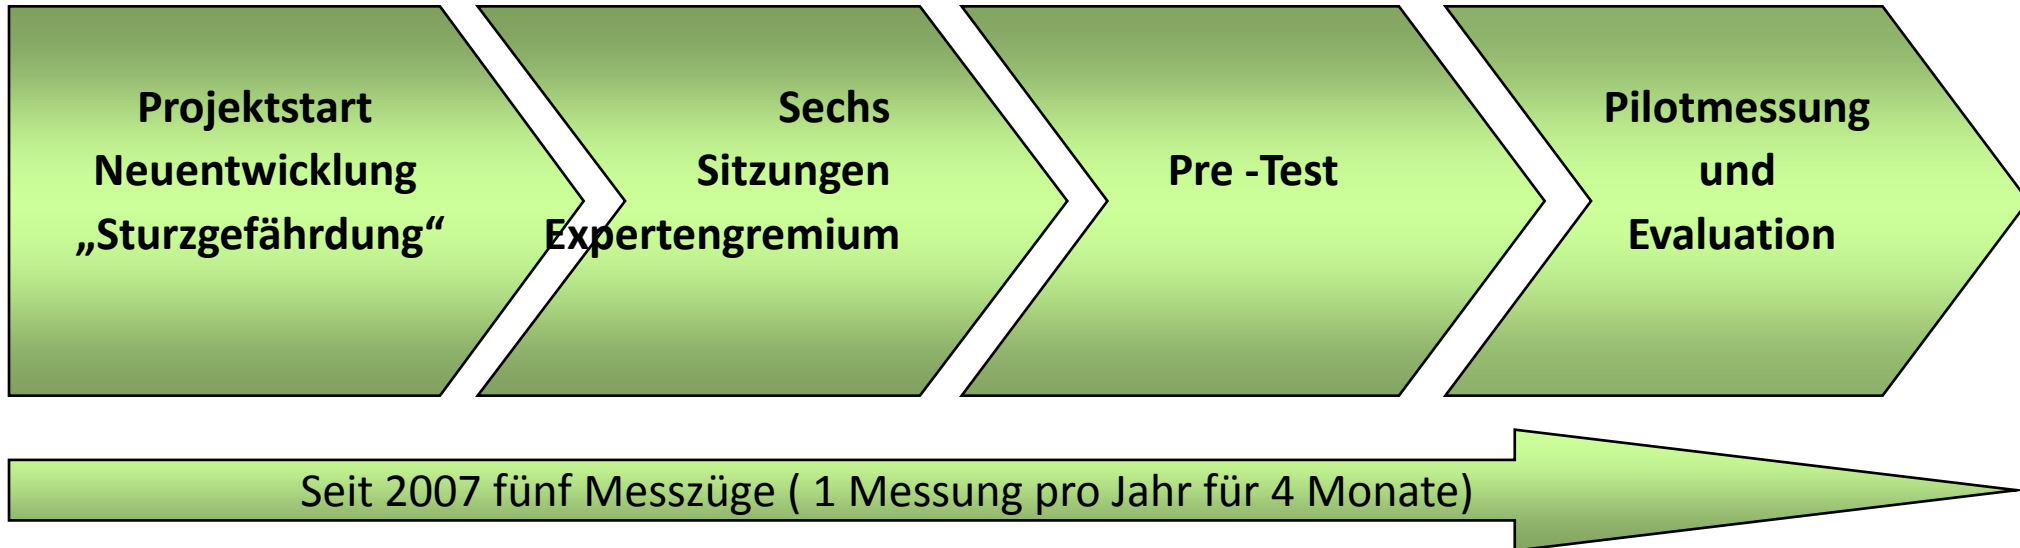 Projektstart
Neuentwicklung
„Sturzgefährdung“
Sechs
Sitzungen
Expertengremium
Pre -Test
Pilotmessung
und
Evaluation
Seit 2007 fünf Messzüge ( 1 Messung pro Jahr für 4 Monate)